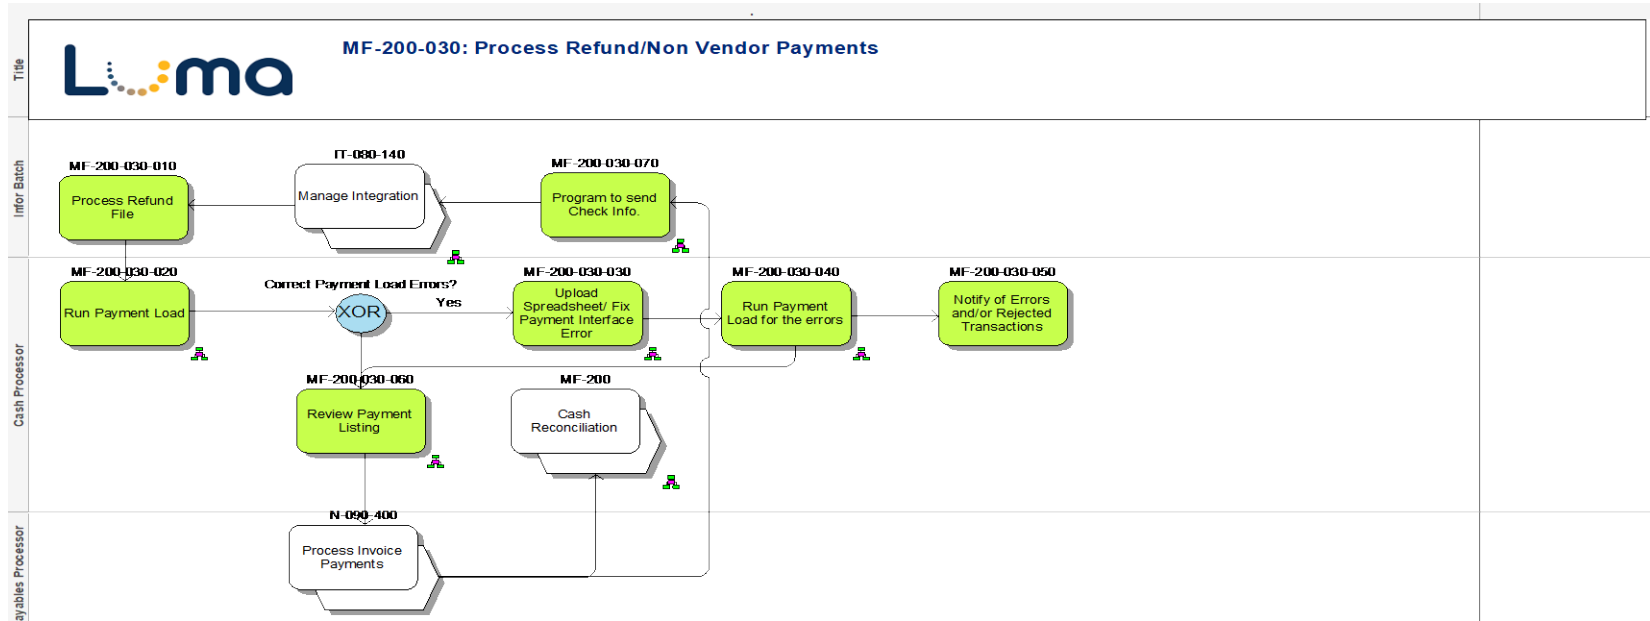 Title
Luma
MF-200-030: Process Refund/Non Vendor Payments
Infor Batch
MF-200-030-010
Process Refund
File
IT-080-140
Manage Integration
MF-200-030-070
Program to send
Check Info.
Cash Processor
MF-200-030-020
Run Payment Load
Correct Payment Load Errors?
XOR
Yes
MF-200-030-030
Upload
Spreadsheet/ Fix
Payment Interface
Error
MF-200-030-040
Run Payment
Load for the errors
MF-200-030-050
Notify of Errors
and/or Rejected
Transactions
MF-200-030-060
Review Payment
Listing
MF-200
Cash
Reconciliation
ayables Processor
N-090-400
Process Invoice
Payments